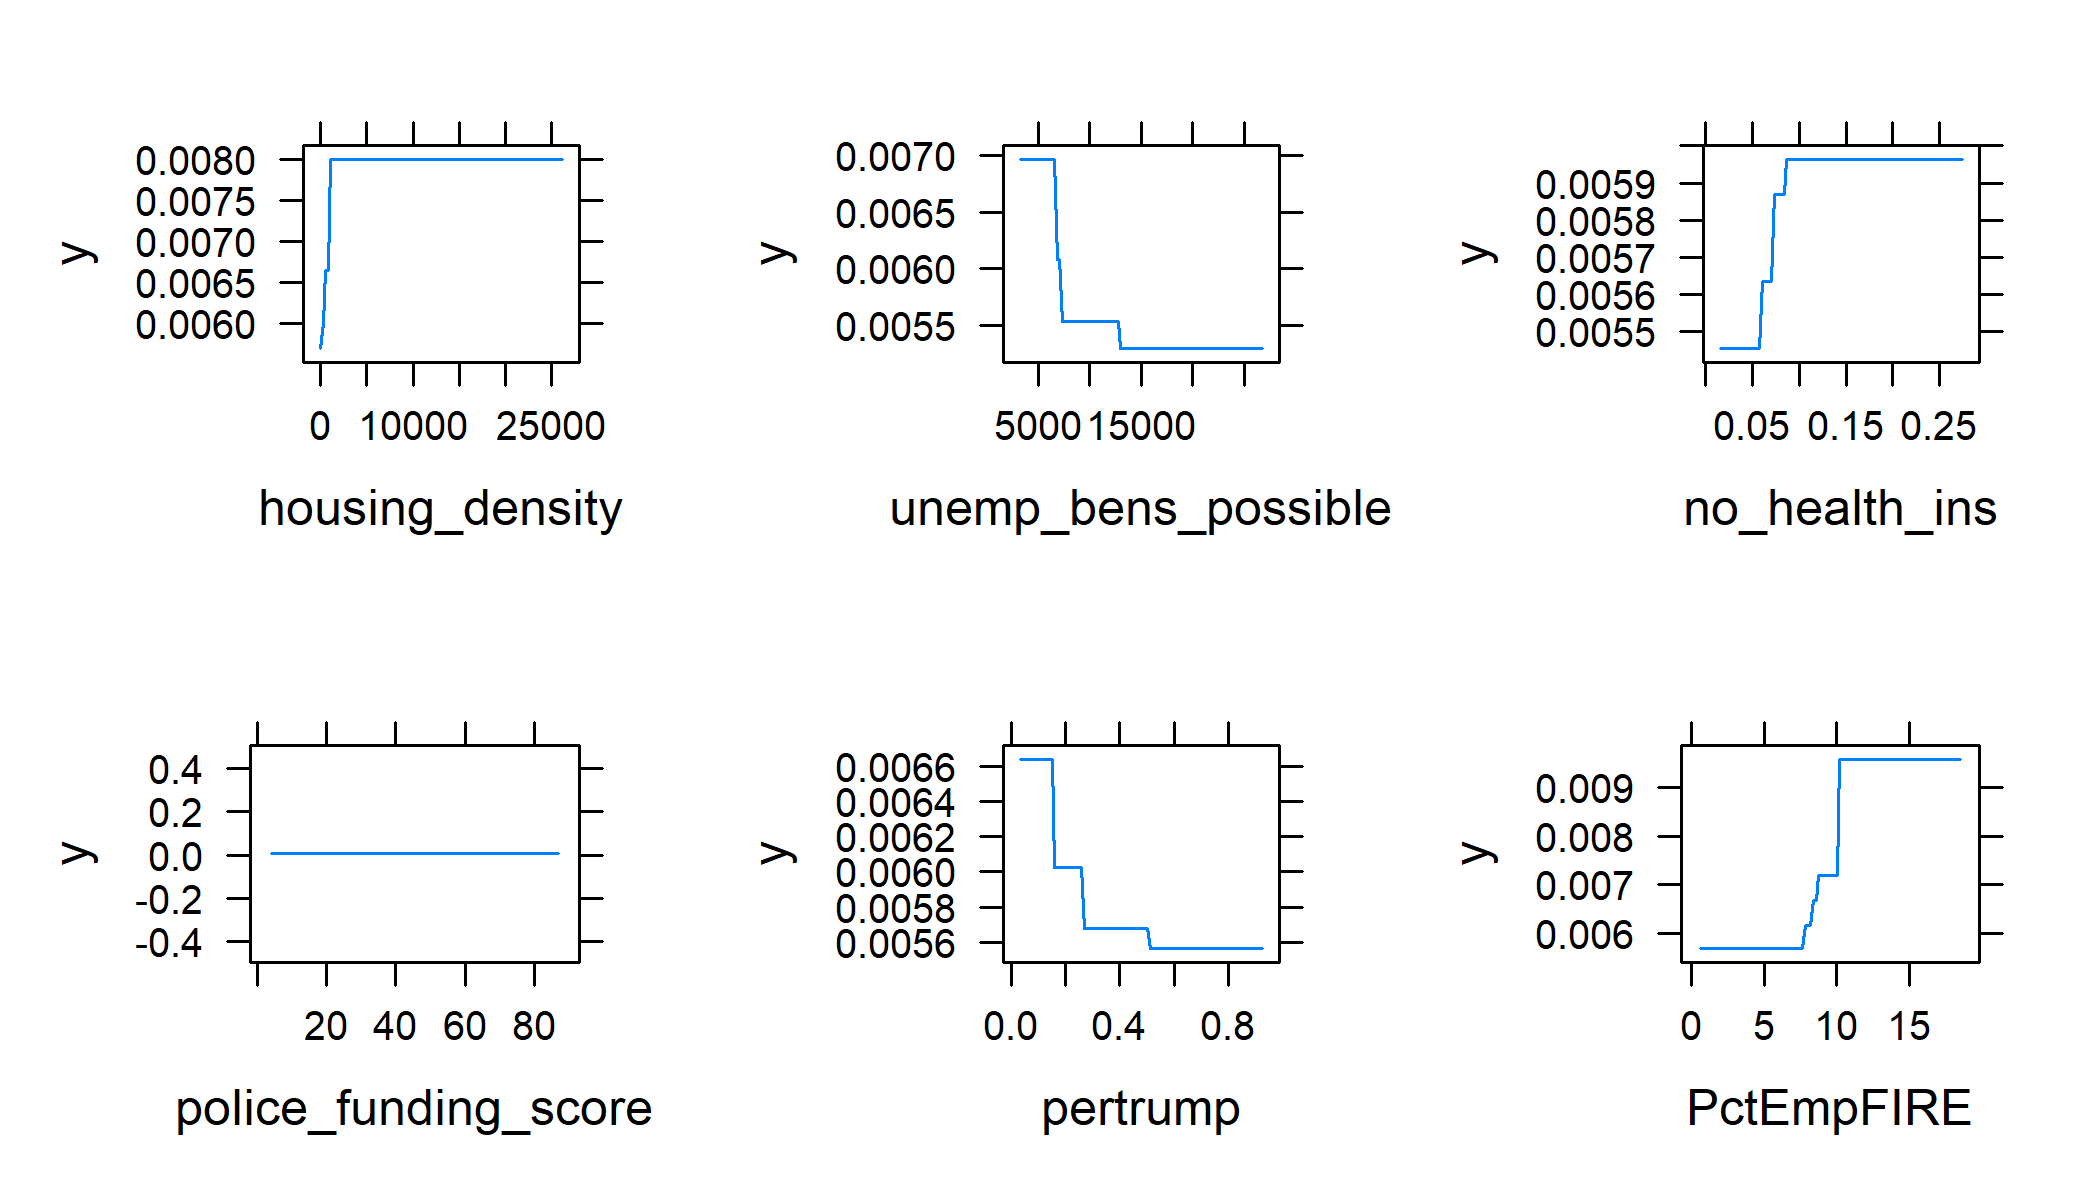 y
0.0080
0.0075
0.0070
0.0065
0.0060
0 10000 25000
housing_density
y
0.0070
0.0065
0.0060
0.0055
5000 15000
unemp_bens_possible
y
0.0059
0.0058
0.0057
0.0056
0.0055
0.05 0.15 0.25
no_health_ins
y
0.4
0.2
0.0
-0.2
-0.4
20 40 60 80
police_funding_score
y
0.0066
0.0064
0.0062
0.0060
0.0058
0.0056
0.0 0.4 0.8
pertrump
y
0.009
0.008
0.007
0.006
0 5 10 15
PctEmpFIRE